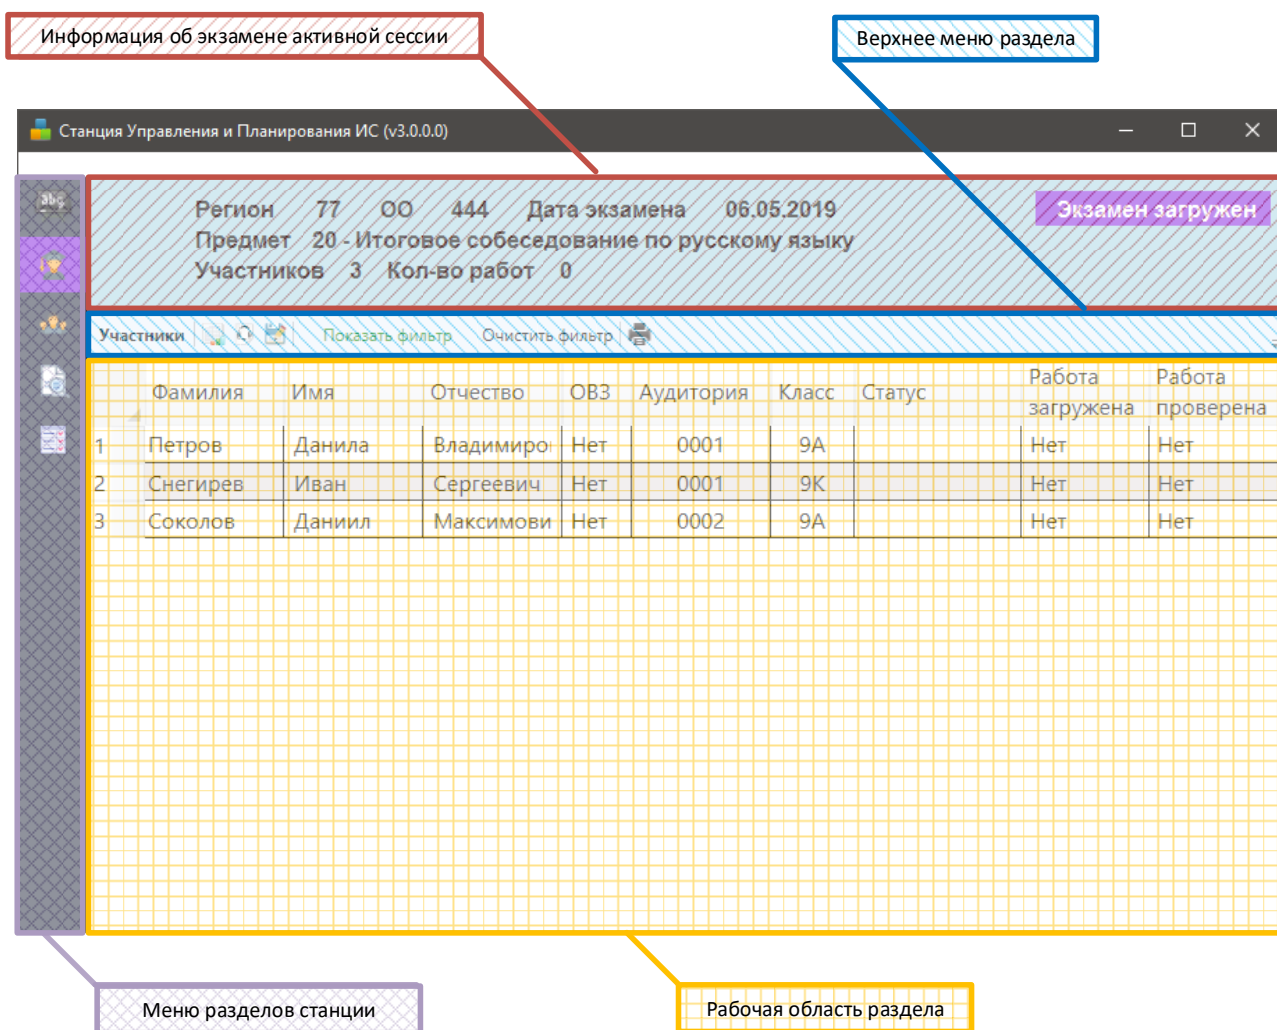 Информация об экзамене активной сессии
Верхнее меню раздела
Станция Управления и Планирования ИС (v3.0.0.0)
abç
Регион 77 ОО 444 Дата экзамена 06.05.2019 Экзамен загружен
Предмет 20 - Итоговое собеседование по русскому языку
Участников 3 Кол-во работ 0
Участники Показать фильтр Очистить фильтр
Фамилия Имя Отчество ОВЗ Аудитория Класс Статус Работа загружена Работа проверена
1 Петров Данила Владимиро Нет 0001 9А Нет Нет
2 Снегирев Иван Сергеевич Нет 0001 9К Нет Нет
3 Соколов Даниил Максимови Нет 0002 9А Нет Нет
Меню разделов станции
Рабочая область раздела